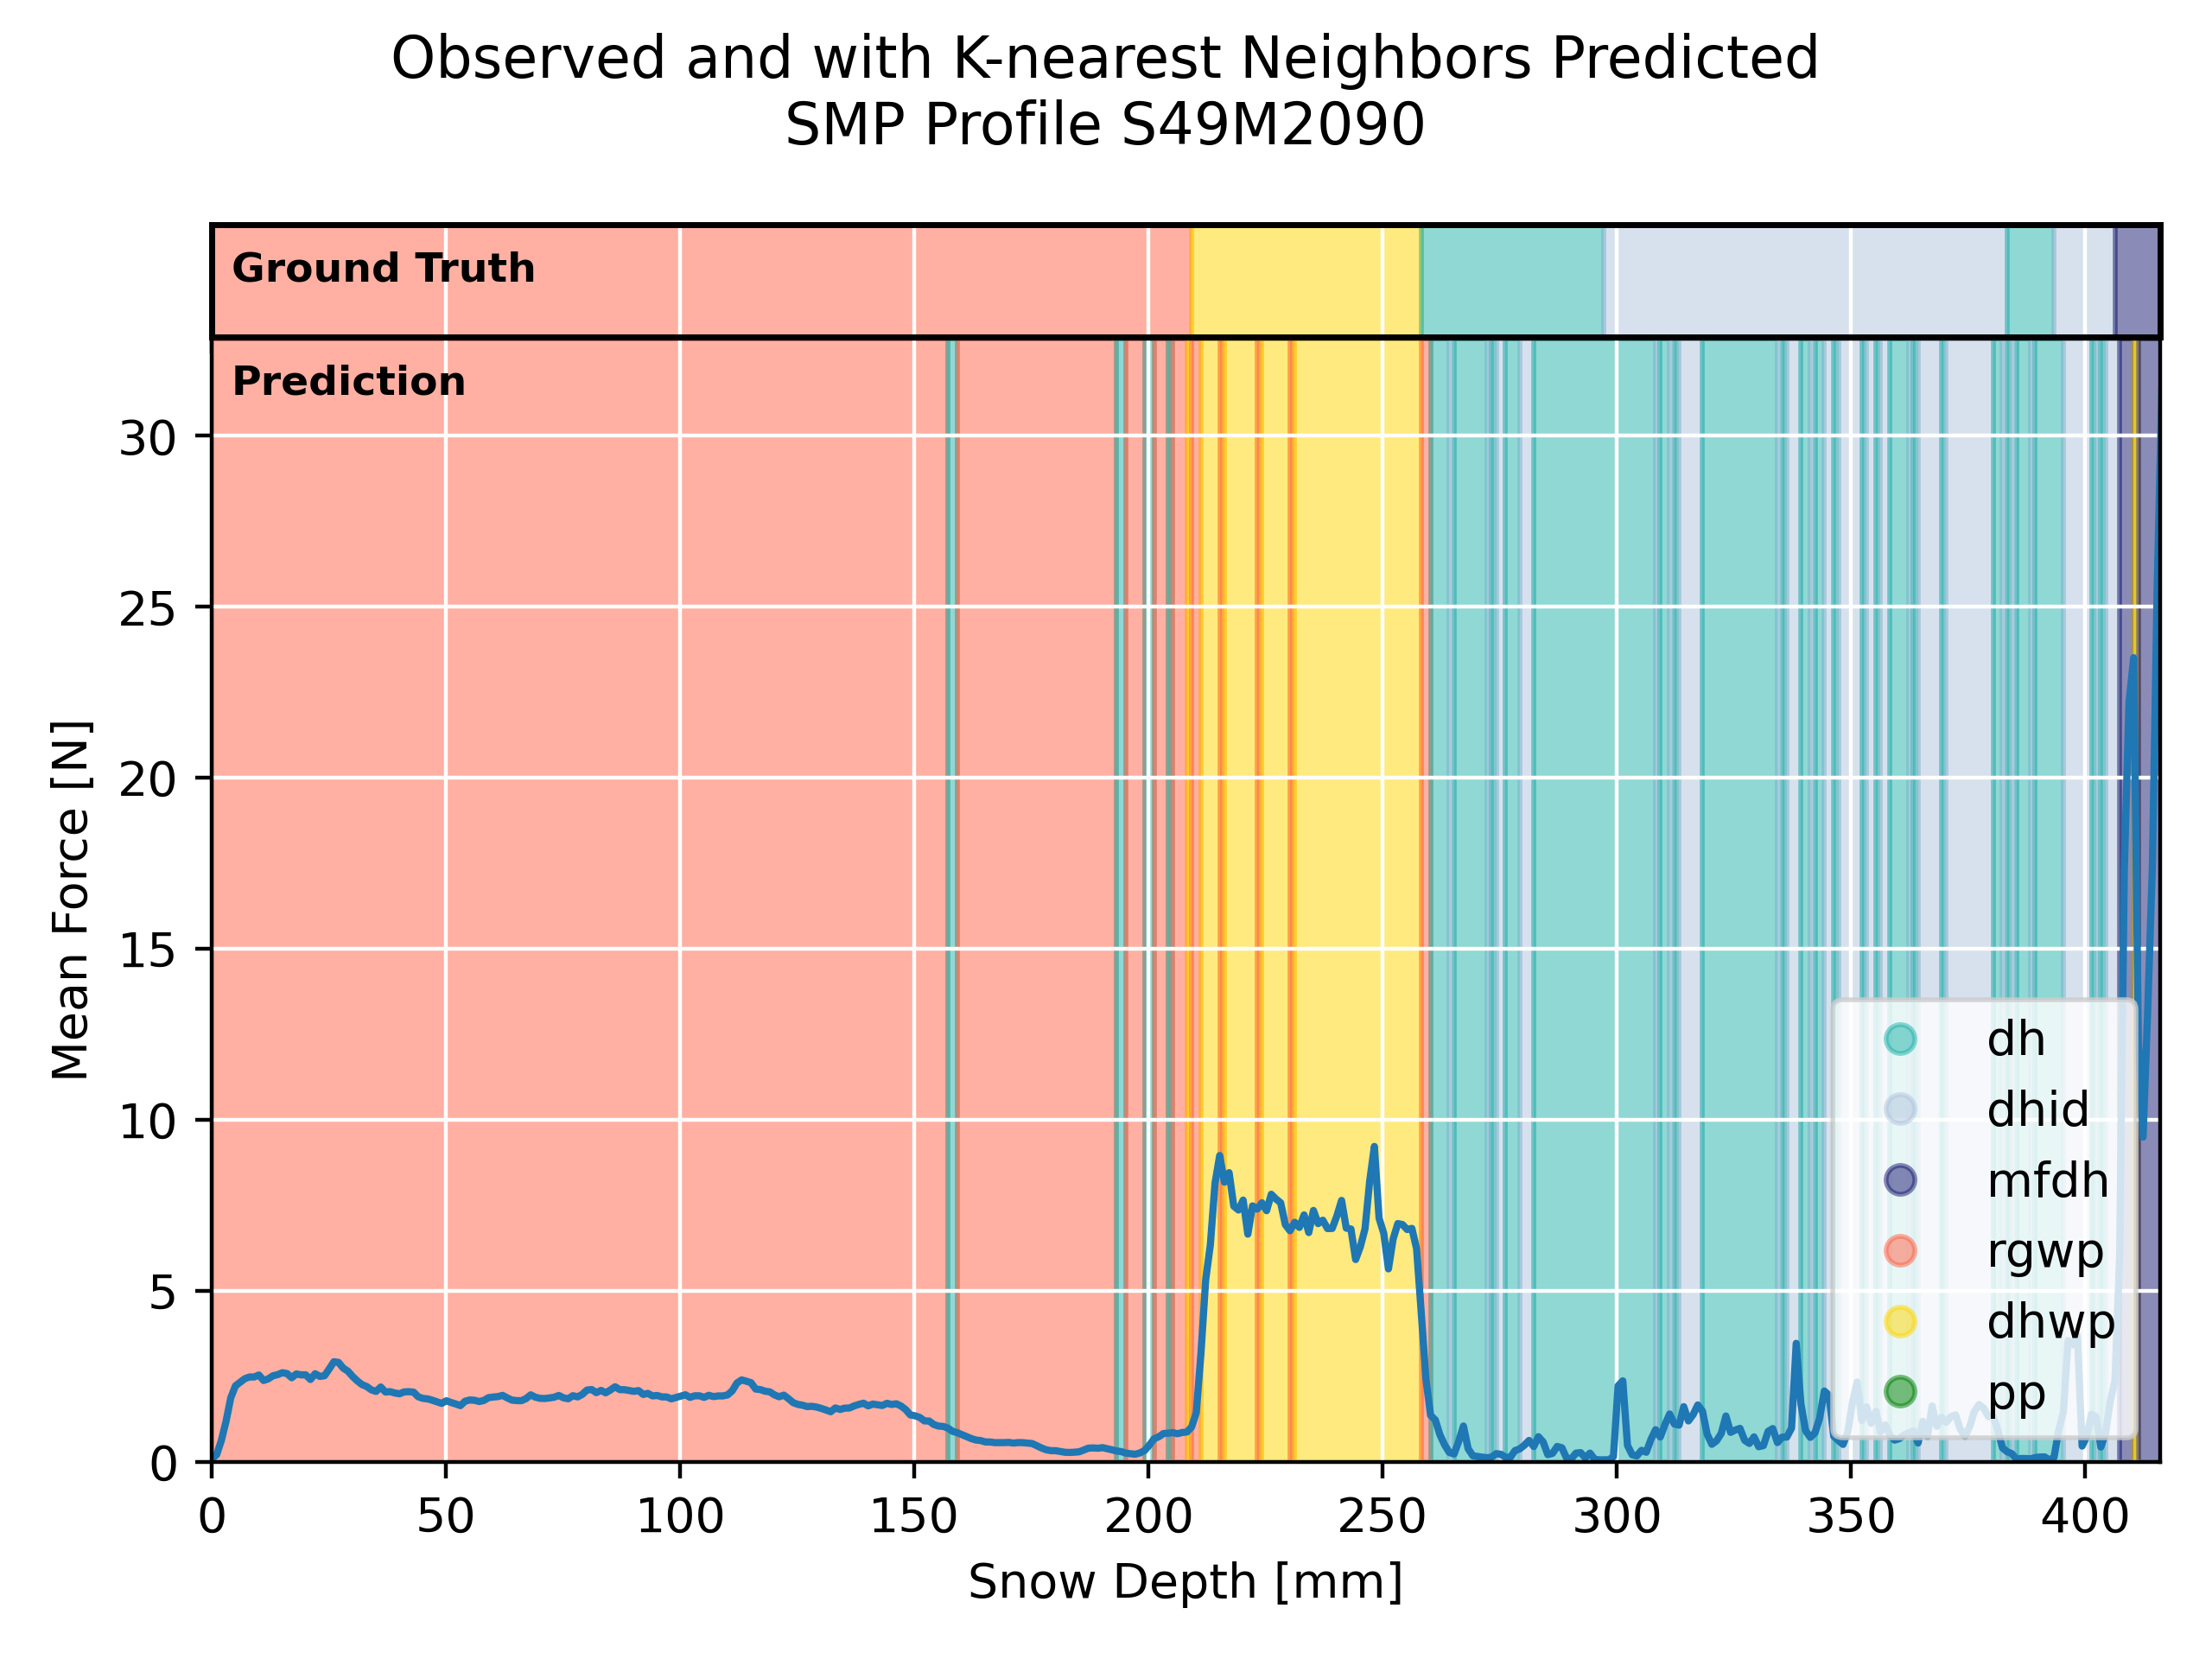 Observed and with K-nearest Neighbors Predicted
SMP Profile S49M2090
Ground Truth
Prediction
30
25
20
15
10
5
0
Mean Force [N]
dh
dhid
mfdh
rgwp
dhwp
pp
0 50 100 150 200 250 300 350 400
Snow Depth [mm]